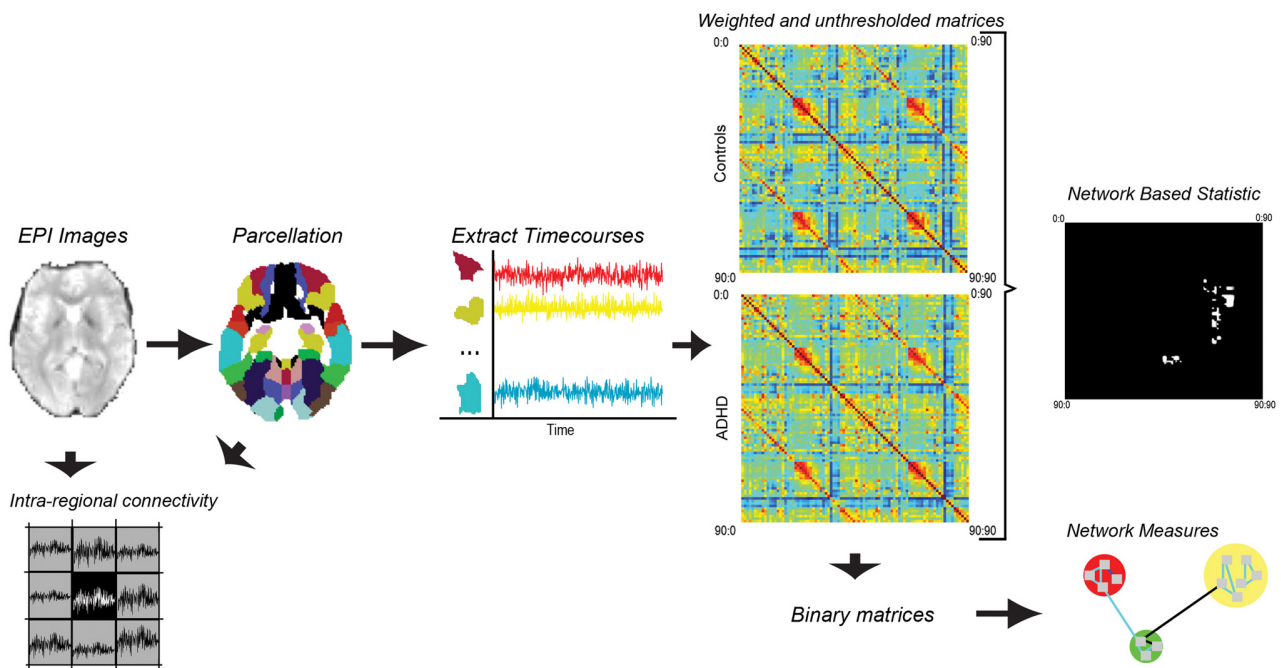 Weighted and unthresholded matrices
0:0
0:90
Controls
90:0
90:90
0:0
0:90
ADHD
90:0
90:90
EPI Images
Parcellation
Extract Timecourses
...
Time
Intra-regional connectivity
Network Based Statistic
0:0
0:90
90:0
90:90
Binary matrices
Network Measures